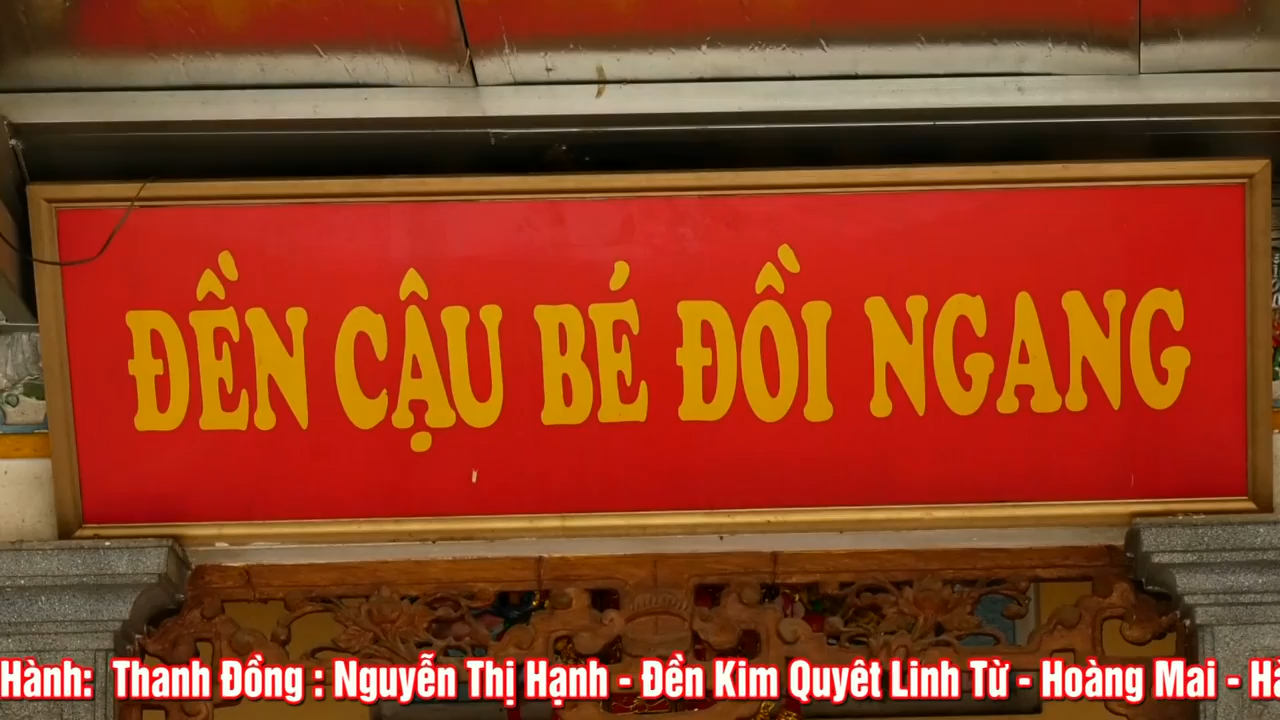 ĐỀN CẬU BÉ ĐỒI NGANG
Hành: Thanh Đồng : Nguyễn Thị Hạnh - Đền Kim Quyêt Linh Từ - Hoàng Mai -